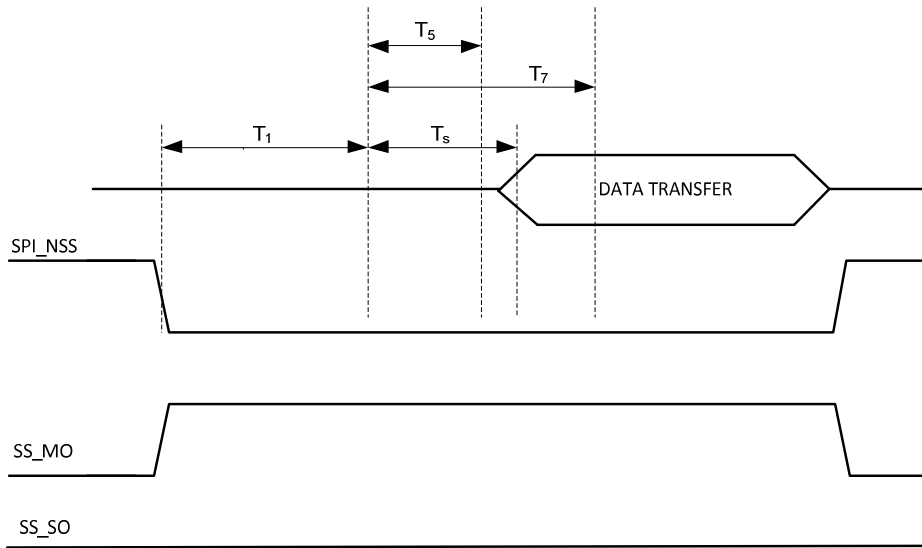 T5
T7
T1
Ts
DATA TRANSFER
SPI_NSS
SS_MO
SS_SO